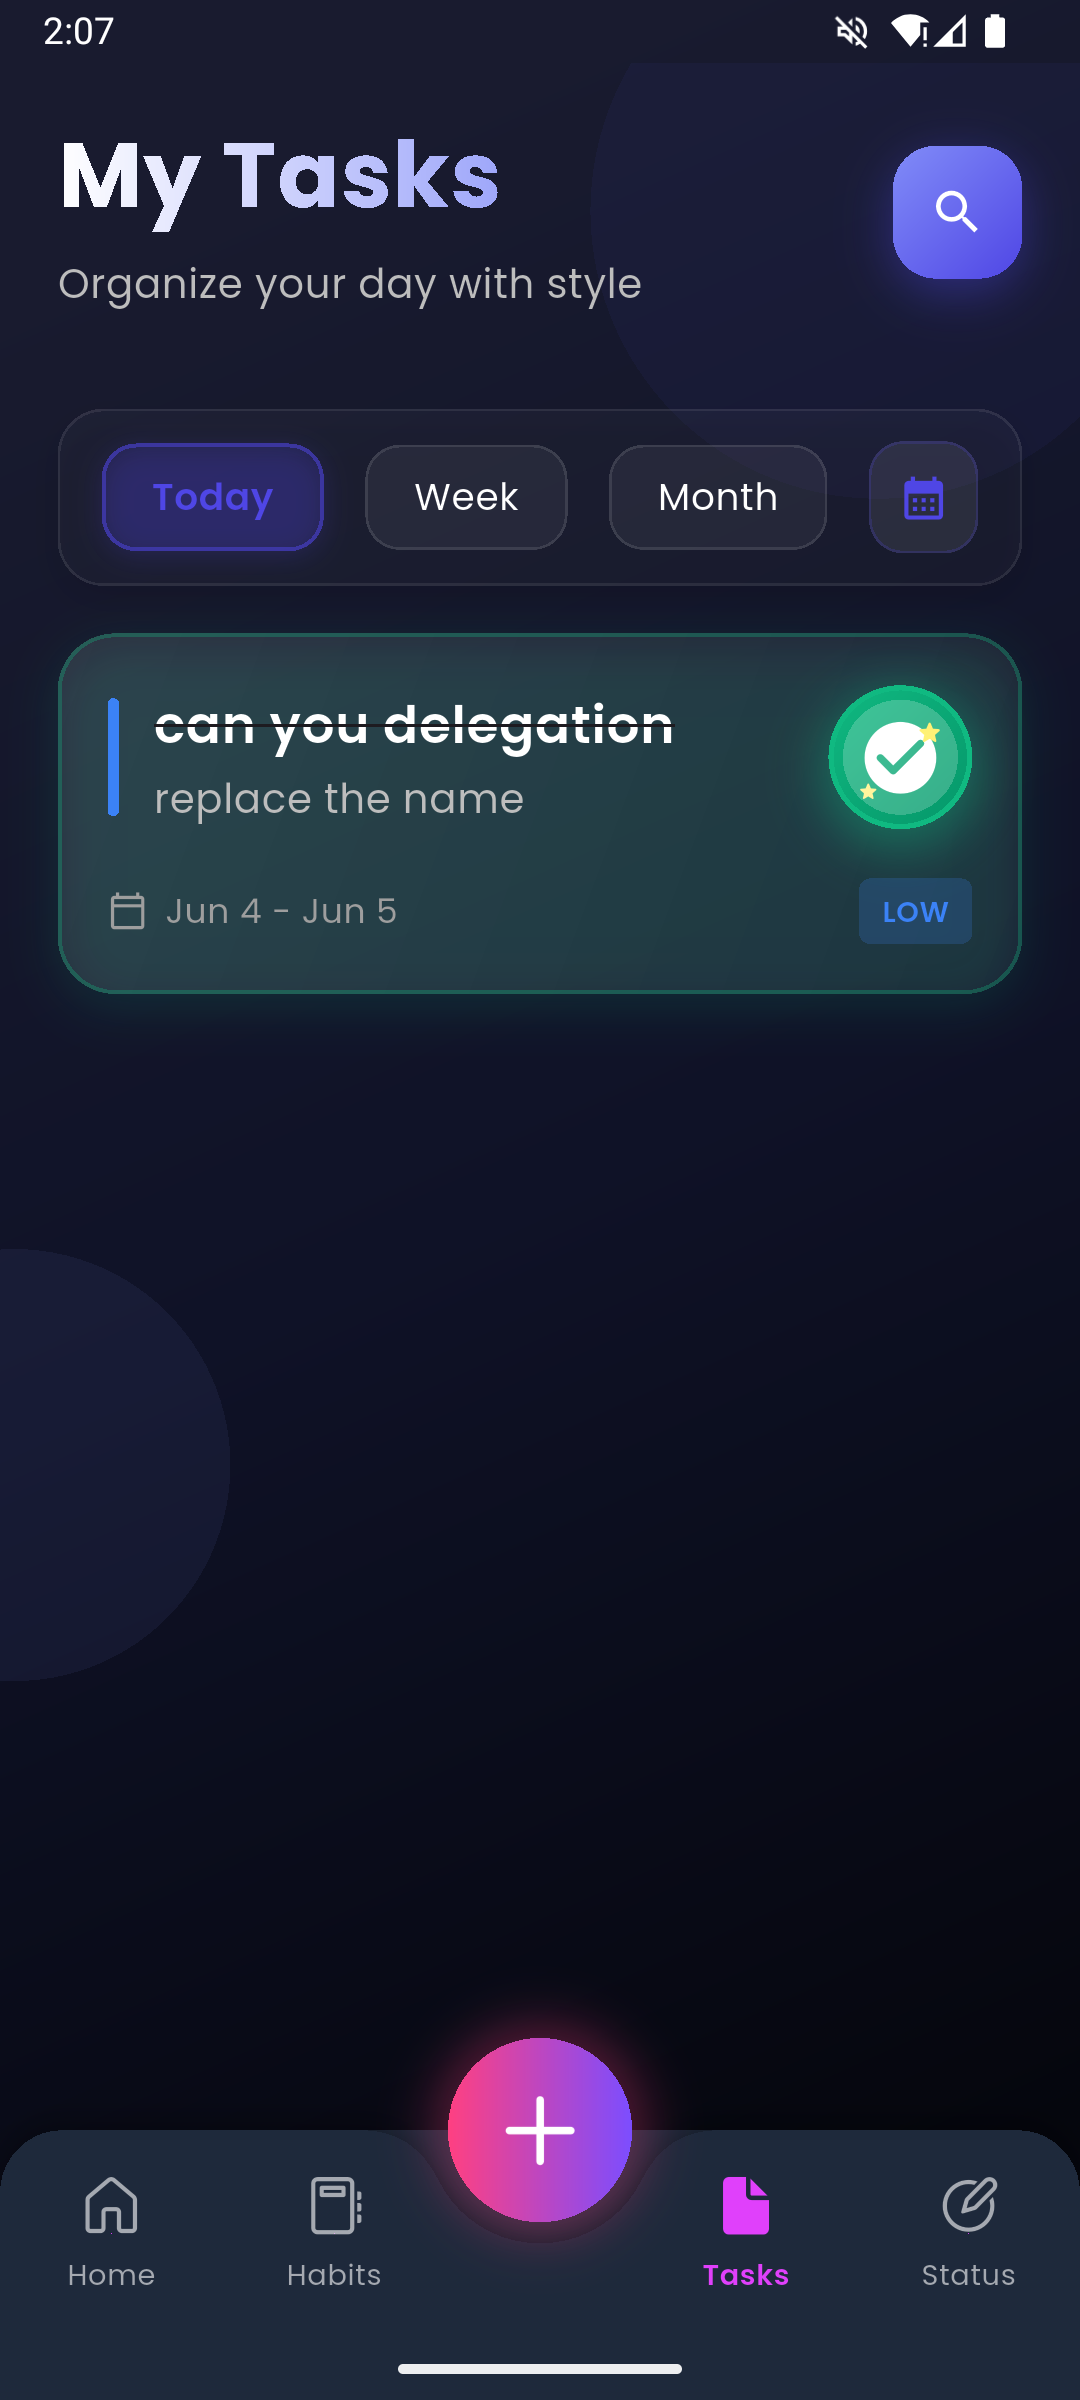 2:07
My Tasks
Organize your day with style
Today
Week
Month
can you delegation
replace the name
Jun 4 - Jun 5
LOW
Home
Habits
Tasks
Status